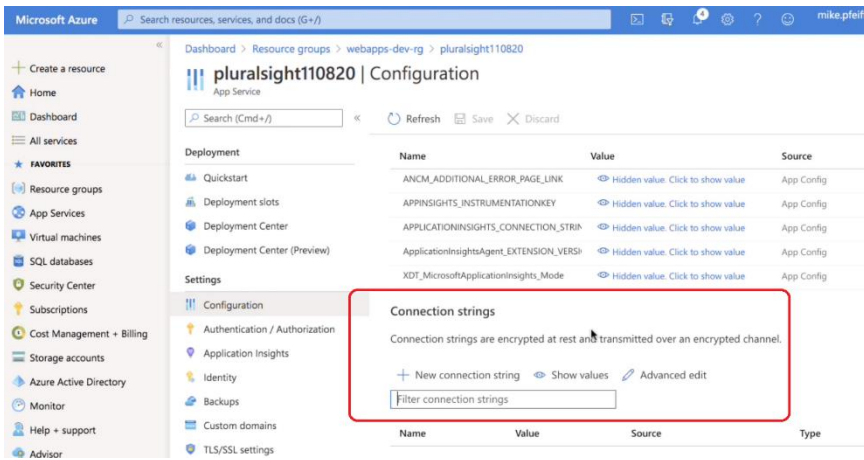 Microsoft Azure
Search resources, services, and docs (G+/)
4
?
mike.pfeif
Dashboard > Resource groups > webapps-dev-rg > pluralsight110820
pluralsight110820 | Configuration
App Service
«
Create a resource
Home
Dashboard
All services
FAVORITES
Resource groups
App Services
Virtual machines
SQL databases
Security Center
Subscriptions
Cost Management + Billing
Storage accounts
Azure Active Directory
Monitor
Help + support
Advisor
Search (Cmd+/)
«
Deployment
Quickstart
Deployment slots
Deployment Center
Deployment Center (Preview)
Settings
Configuration
Authentication / Authorization
Application Insights
Identity
Backups
Custom domains
TLS/SSL settings
Refresh Save Discard
Name Value Source
ANCM_ADDITIONAL_ERROR_PAGE_LINK Hidden value. Click to show value App Config
APPINSIGHTS_INSTRUMENTATIONKEY Hidden value. Click to show value App Config
APPLICATIONINSIGHTS_CONNECTION_STRIN Hidden value. Click to show value App Config
ApplicationInsightsAgent_EXTENSION_VERSI Hidden value. Click to show value App Config
XDT_MicrosoftApplicationInsights_Mode Hidden value. Click to show value App Config
Connection strings
Connection strings are encrypted at rest and transmitted over an encrypted channel.
New connection string Show values Advanced edit
Filter connection strings
Name Value Source Type